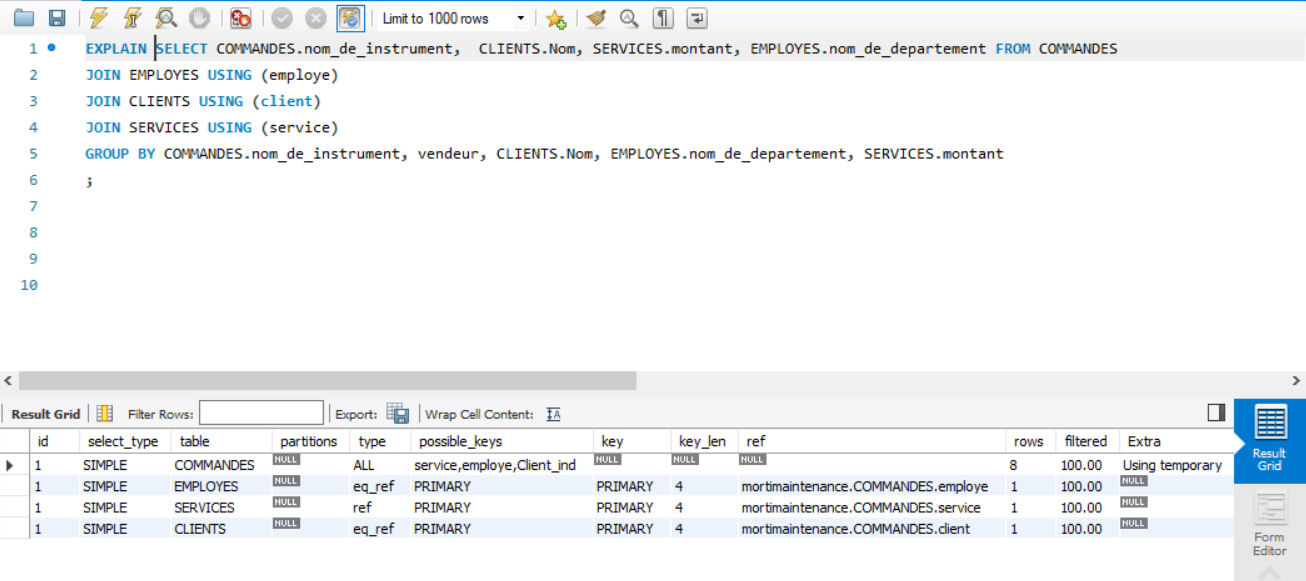 Limit to 1000 rows
1 EXPLAIN SELECT COMMANDES.nom_de_instrument,  CLIENTS.Nom, SERVICES.montant, EMPLOYES.nom_de_departement FROM COMMANDES
2 JOIN EMPLOYES USING (employe)
3 JOIN CLIENTS USING (client)
4 JOIN SERVICES USING (service)
5 GROUP BY COMMANDES.nom_de_instrument, vendeur, CLIENTS.Nom, EMPLOYES.nom_de_departement, SERVICES.montant
6 ;
7
8
9
10
Result Grid Filter Rows: Export: Wrap Cell Content: IA
id select_type table partitions type possible_keys key key_len ref rows filtered Extra
1 SIMPLE COMMANDES NULL ALL service,employe,Client_ind NULL NULL NULL 8 100.00 Using temporary
1 SIMPLE EMPLOYES NULL eq_ref PRIMARY PRIMARY 4 mortimaintenance.COMMANDES.employe 1 100.00 NULL
1 SIMPLE SERVICES NULL ref PRIMARY PRIMARY 4 mortimaintenance.COMMANDES.service 1 100.00 NULL
1 SIMPLE CLIENTS NULL eq_ref PRIMARY PRIMARY 4 mortimaintenance.COMMANDES.client 1 100.00 NULL
Result
Grid
Form
Editor